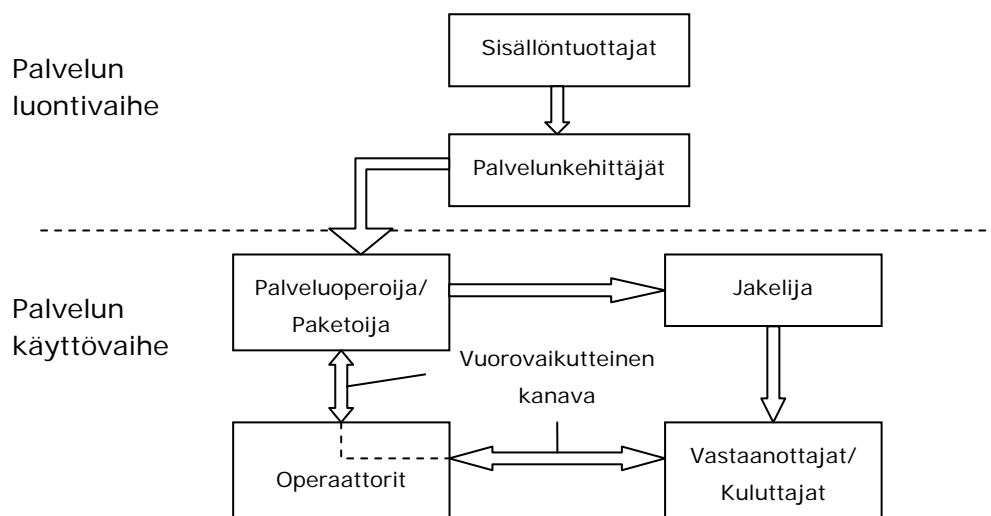 Palvelun
luontivaihe
Sisällöntuottajat
Palvelunkehittäjät
Palvelun
käyttövaihe
Palveluoperoija/
Paketoija
Jakelija
Vuorovaikutteinen
kanava
Operaattorit
Vastaanottajat/
Kuluttajat